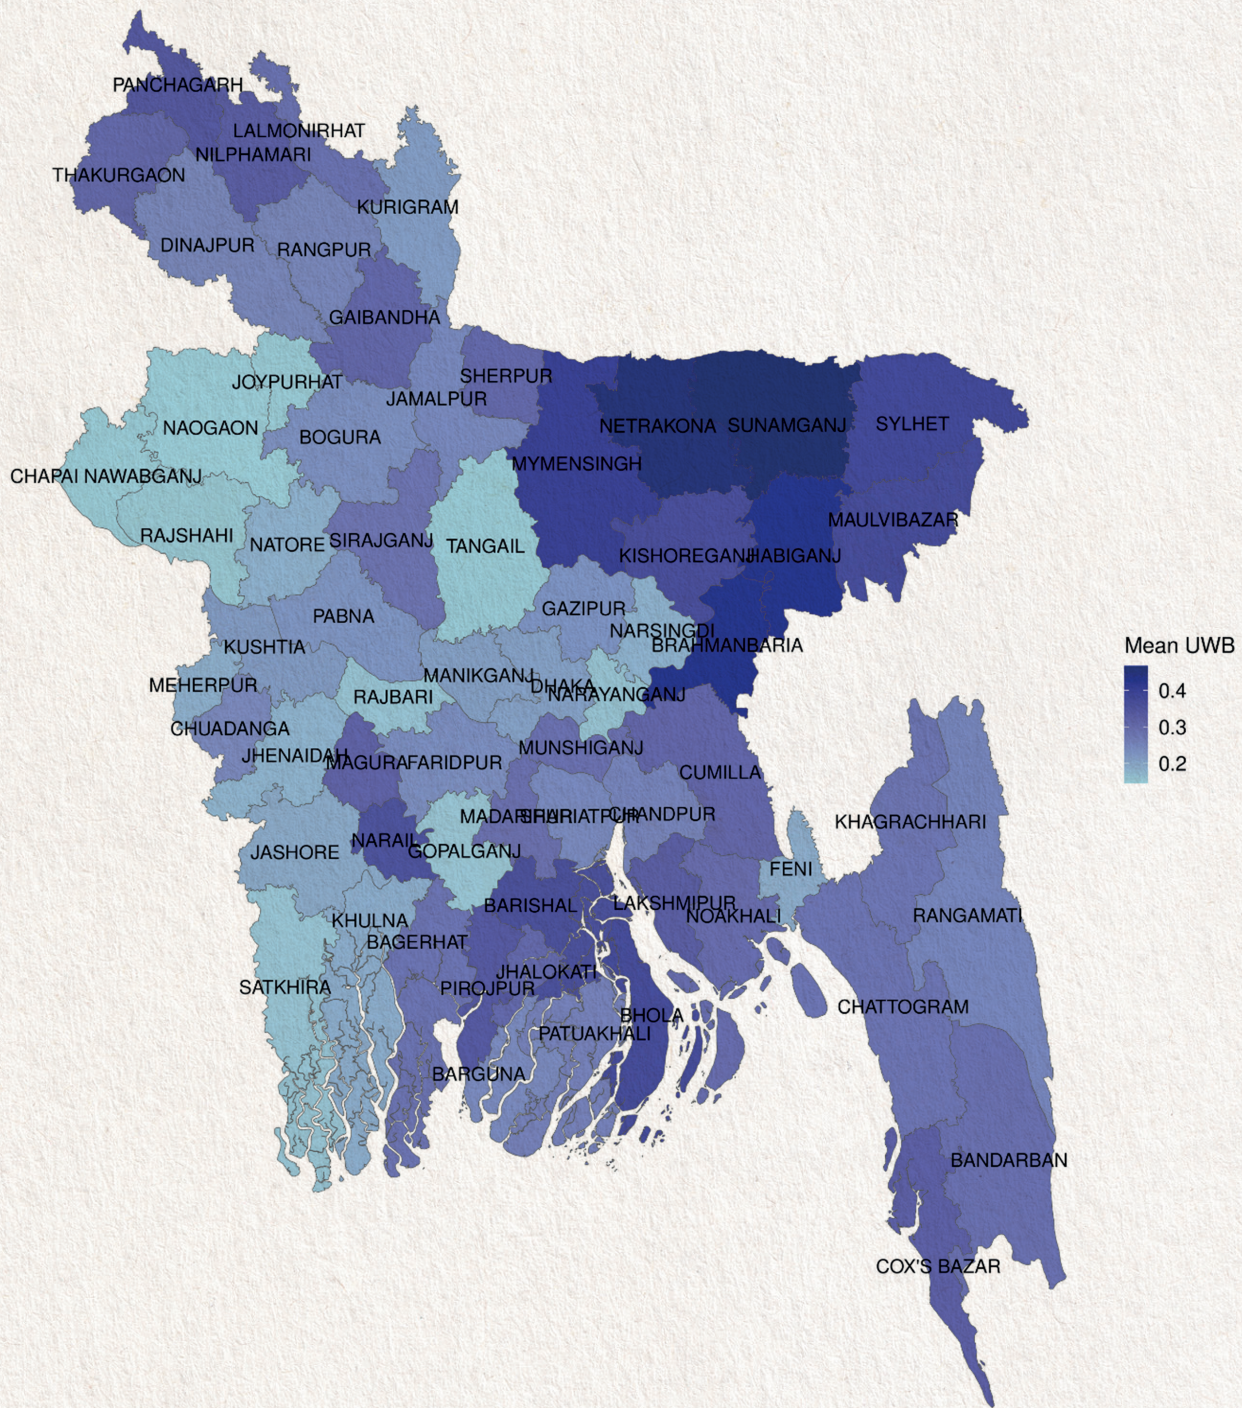 PANCHAGARH
LALMONIRHAT
NILPHAMARI
THAKURGAON
KURIGRAM
DINAJPUR
RANGPUR
GAIBANDHA
SHERPUR
JOYPURHAT
JAMALPUR
NETRAKONA
SUNAMGANJ
SYLHET
NAOGAON
BOGURA
MYMENSINGH
CHAPAI NAWABGANJ
MAULVIBAZAR
RAJSHAHI
NATORE
SIRAJGANJ
TANGAIL
KISHOREGANJ
HABIGANJ
GAZIPUR
PABNA
NARSINGDI
BRAHMANBARIA
KUSHTIA
Mean UWB
MANIKGANJ
MEHERPUR
DHAKA
NARAYANGANJ
RAJBARI
0.4
0.3
0.2
CHUADANGA
MUNSHIGANJ
JHENAIDAH
MAGURA
FARIDPUR
CUMILLA
MADARIPUR
SHARIATPUR
CHANDPUR
KHAGRACHHARI
NARAIL
JASHORE
GOPALGANJ
FENI
BARISHAL
LAKSHMIPUR
NOAKHALI
RANGAMATI
KHULNA
BAGERHAT
JHALOKATI
SATKHIRA
PIROJPUR
CHATTOGRAM
BHOLA
PATUAKHALI
BARGUNA
BANDARBAN
COX'S BAZAR